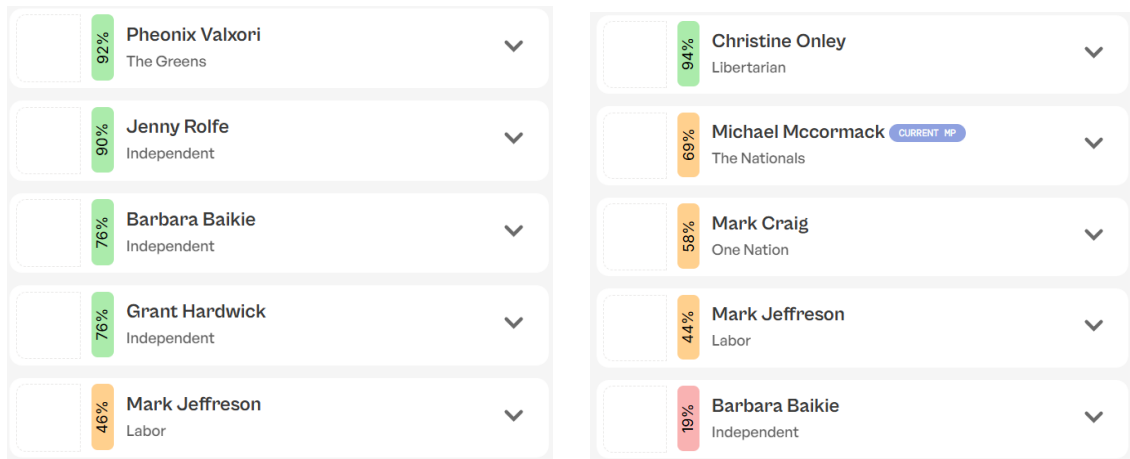 92%
Pheonix Valxori
The Greens
90%
Jenny Rolfe
Independent
76%
Barbara Baikie
Independent
76%
Grant Hardwick
Independent
46%
Mark Jeffreson
Labor
94%
Christine Onley
Libertarian
69%
Michael Mccormack CURRENT MP
The Nationals
58%
Mark Craig
One Nation
44%
Mark Jeffreson
Labor
19%
Barbara Baikie
Independent